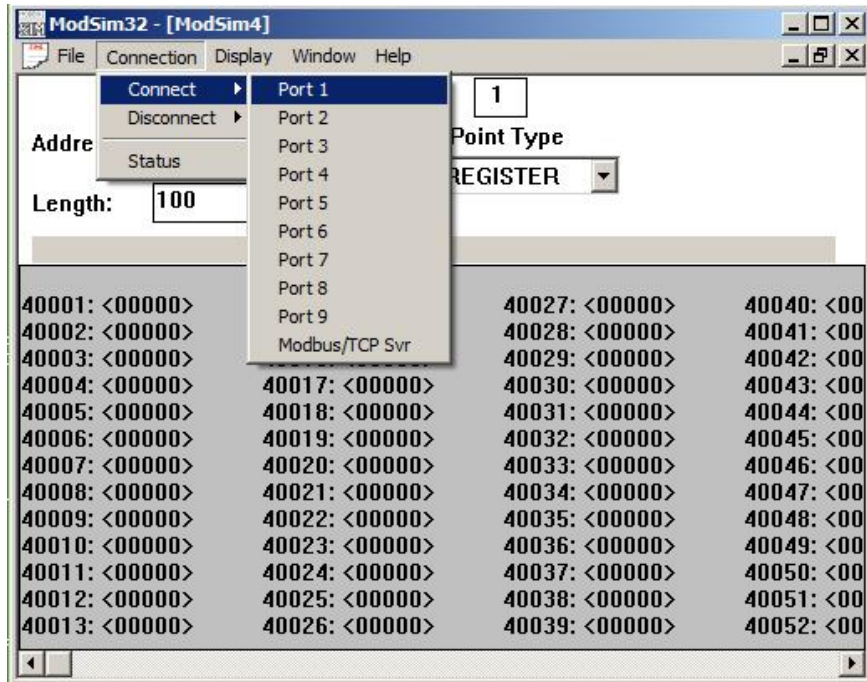 ModSim32 - [ModSim4]
File Connection Display Window Help
Connect
Disconnect
Status
Port 1
Port 2
Port 3
Port 4
Port 5
Port 6
Port 7
Port 8
Port 9
Modbus/TCP Svr
1
Addre
Point Type
REGISTER
Length: 100
40001: <00000> 40027: <00000> 40040: <00
40002: <00000> 40028: <00000> 40041: <00
40003: <00000> 40029: <00000> 40042: <00
40004: <00000> 40017: <00000> 40030: <00000> 40043: <00
40005: <00000> 40018: <00000> 40031: <00000> 40044: <00
40006: <00000> 40019: <00000> 40032: <00000> 40045: <00
40007: <00000> 40020: <00000> 40033: <00000> 40046: <00
40008: <00000> 40021: <00000> 40034: <00000> 40047: <00
40009: <00000> 40022: <00000> 40035: <00000> 40048: <00
40010: <00000> 40023: <00000> 40036: <00000> 40049: <00
40011: <00000> 40024: <00000> 40037: <00000> 40050: <00
40012: <00000> 40025: <00000> 40038: <00000> 40051: <00
40013: <00000> 40026: <00000> 40039: <00000> 40052: <00